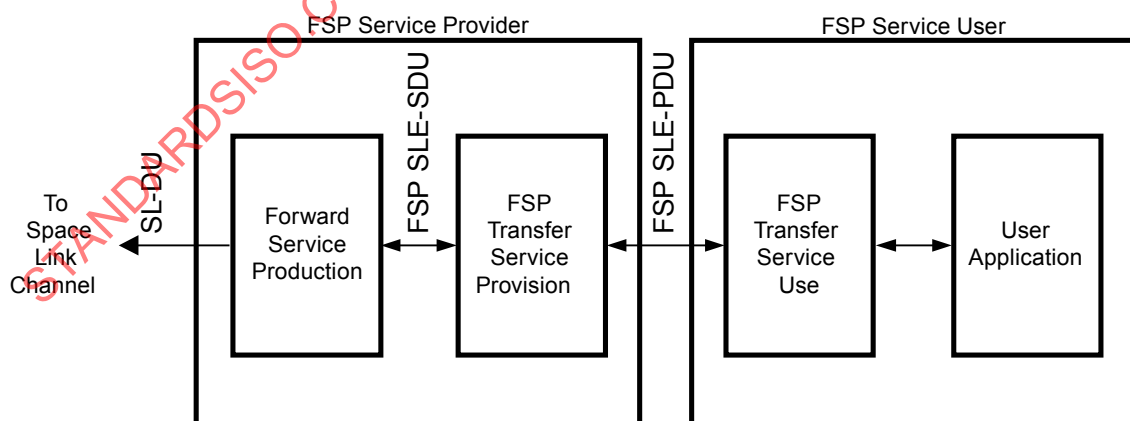 FSP Service Provider
FSP Service User
To
Space
Link
Channel
SL-DU
Forward
Service
Production
FSP SLE-SDU
FSP
Transfer
Service
Provision
FSP SLE-PDU
FSP
Transfer
Service
Use
User
Application
STANDARDSISO.C